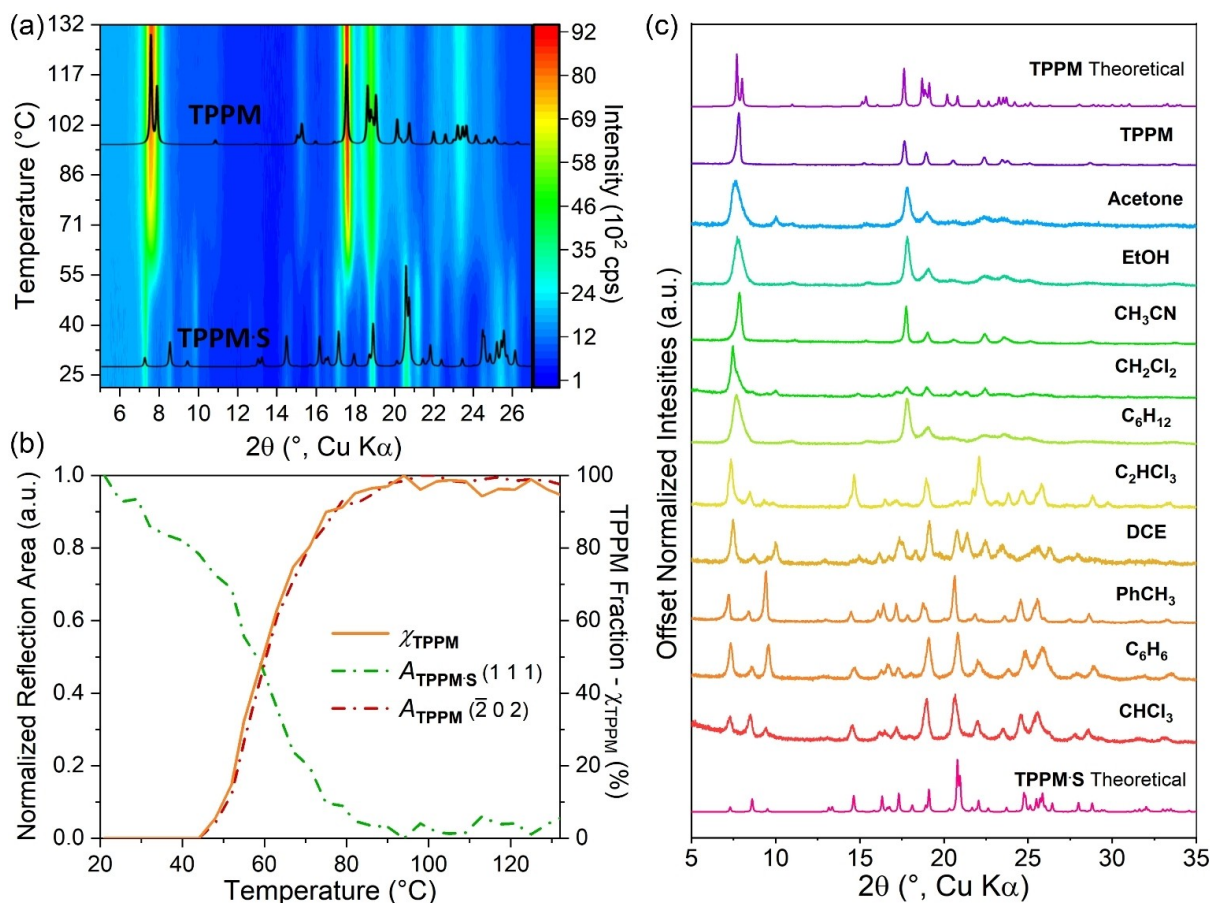 (a)
132
117
102
86
71
55
40
25
Temperature (°C)
TPPM
TPPM·S
6 8 10 12 14 16 18 20 22 24 26
2θ (°, Cu Kα)
92
80
69
58
46
35
24
12
1
Intensity (10² cps)
(b)
1.0
0.8
0.6
0.4
0.2
0.0
Normalized Reflection Area (a.u.)
χTPPM
ATPPM·S (1 1 1)
ATPPM (2̅ 0 2)
100
80
60
40
20
0
TPPM Fraction - χTPPM (%)
20 40 60 80 100 120
Temperature (°C)
(c)
Offset Normalized Intesities (a.u.)
TPPM Theoretical
TPPM
Acetone
EtOH
CH₃CN
CH₂Cl₂
C₆H₁₂
C₂HCl₃
DCE
PhCH₃
C₆H₆
CHCl₃
TPPM·S Theoretical
5 10 15 20 25 30 35
2θ (°, Cu Kα)